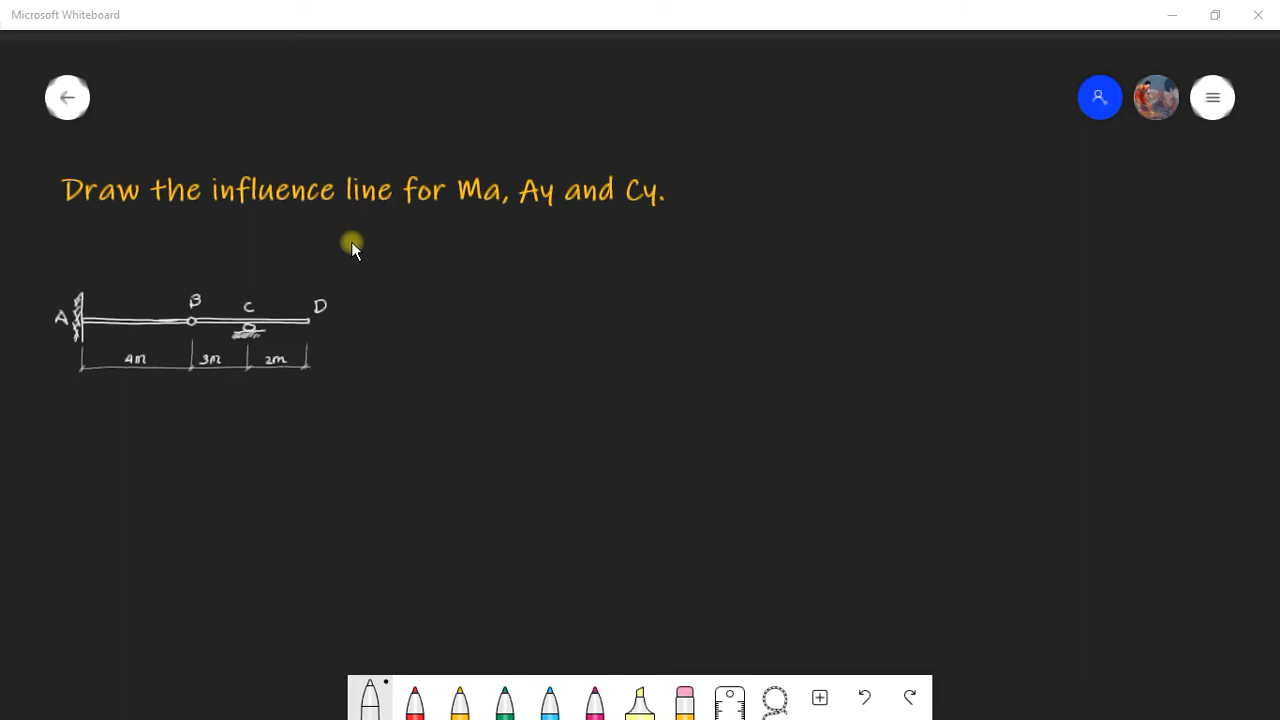 Microsoft Whiteboard
Draw the influence line for Ma, Ay and Cy.
A B C D
4m 3m 2m